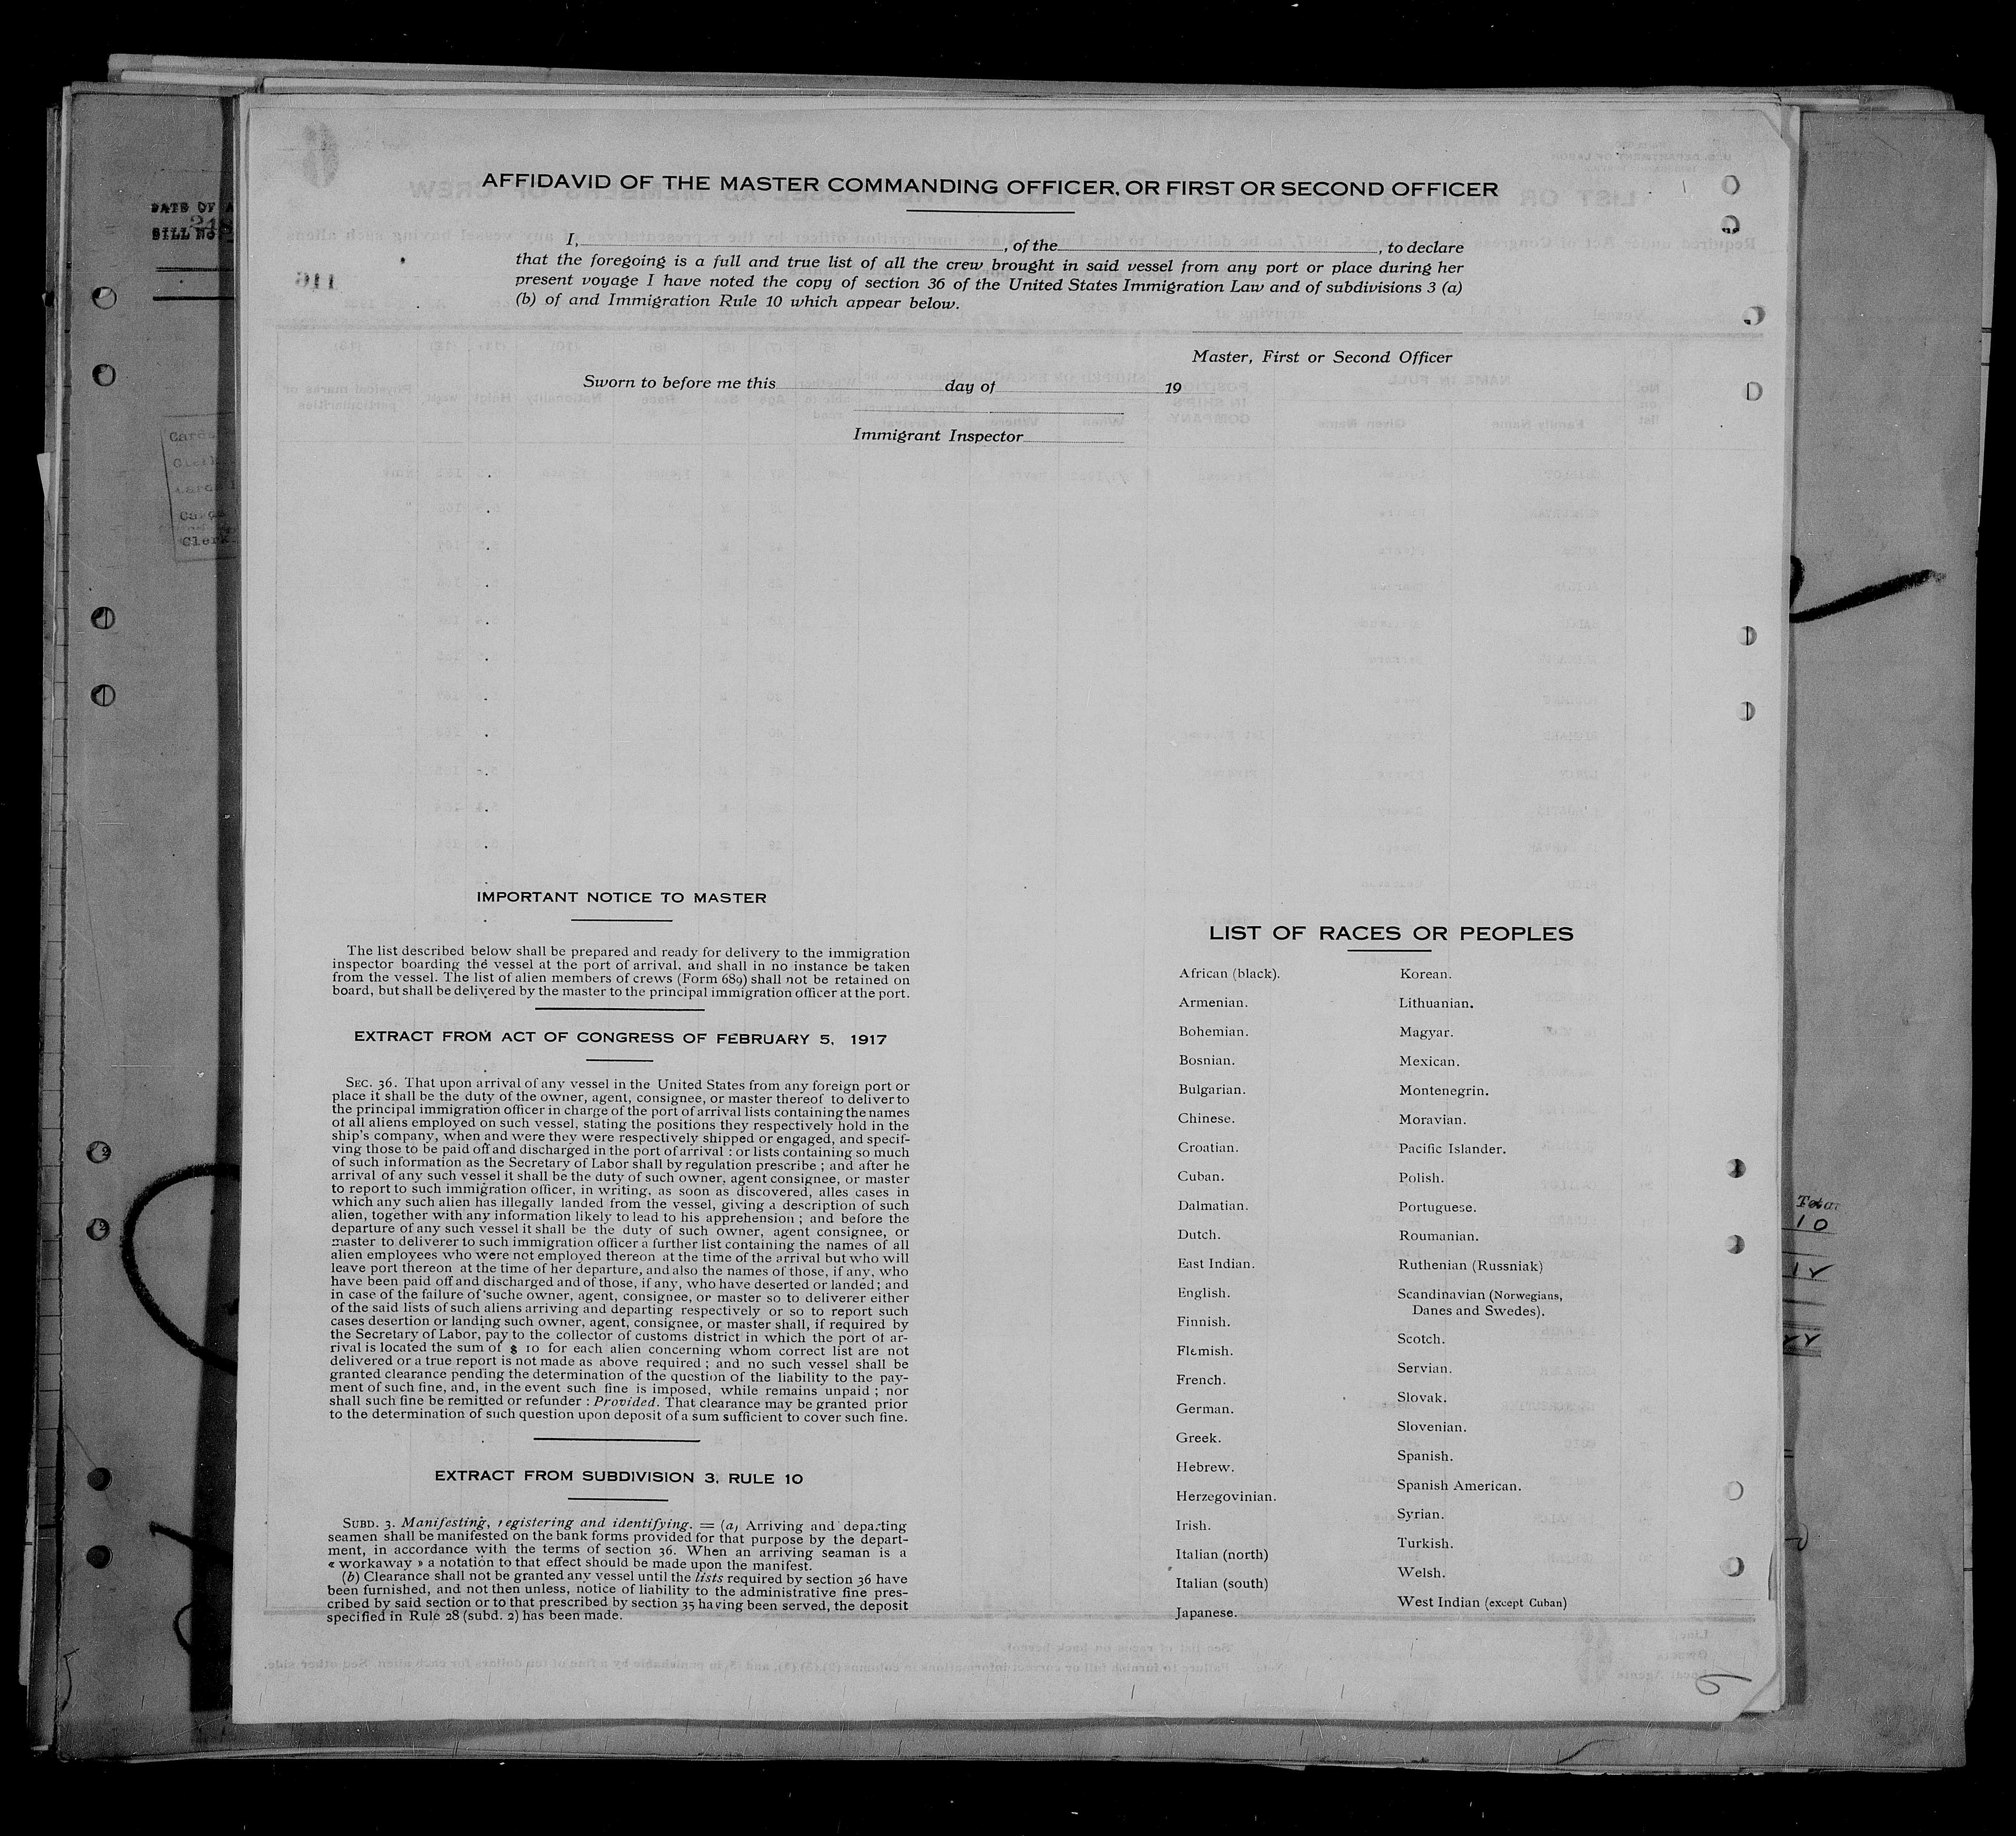 AFFIDAVID OF THE MASTER COMMANDING OFFICER, OR FIRST OR SECOND OFFICER
I, , of the , to declare
that the foregoing is a full and true list of all the crew brought in said vessel from any port or place during her
present voyage I have noted the copy of section 36 of the United States Immigration Law and of subdivisions 3 (a)
(b) of and Immigration Rule 10 which appear below.
Master, First or Second Officer
Sworn to before me this day of 19
Immigrant Inspector
IMPORTANT NOTICE TO MASTER
The list described below shall be prepared and ready for delivery to the immigration
inspector boarding the vessel at the port of arrival, and shall in no instance be taken
from the vessel. The list of alien members of crews (Form 689) shall not be retained on
board, but shall be delivered by the master to the principal immigration officer at the port.
EXTRACT FROM ACT OF CONGRESS OF FEBRUARY 5, 1917
SEC. 36. That upon arrival of any vessel in the United States from any foreign port or
place it shall be the duty of the owner, agent, consignee, or master thereof to deliver to
the principal immigration officer in charge of the port of arrival lists containing the names
of all aliens employed on such vessel, stating the positions they respectively hold in the
ship's company, when and were they were respectively shipped or engaged, and specif-
ving those to be paid off and discharged in the port of arrival : or lists containing so much
of such information as the Secretary of Labor shall by regulation prescribe ; and after he
arrival of any such vessel it shall be the duty of such owner, agent consignee, or master
to report to such immigration officer, in writing, as soon as discovered, alles cases in
which any such alien has illegally landed from the vessel, giving a description of such
alien, together with any information likely to lead to his apprehension ; and before the
departure of any such vessel it shall be the duty of such owner, agent consignee, or
master to deliverer to such immigration officer a further list containing the names of all
alien employees who were not employed thereon at the time of the arrival but who will
leave port thereon at the time of her departure, and also the names of those, if any, who
have been paid off and discharged and of those, if any, who have deserted or landed ; and
in case of the failure of suche owner, agent, consignee, or master so to deliverer either
of the said lists of such aliens arriving and departing respectively or so to report such
cases desertion or landing such owner, agent, consignee, or master shall, if required by
the Secretary of Labor, pay to the collector of customs district in which the port of ar-
rival is located the sum of $ 10 for each alien concerning whom correct list are not
delivered or a true report is not made as above required ; and no such vessel shall be
granted clearance pending the determination of the question of the liability to the pay-
ment of such fine, and, in the event such fine is imposed, while remains unpaid ; nor
shall such fine be remitted or refunder : Provided. That clearance may be granted prior
to the determination of such question upon deposit of a sum sufficient to cover such fine.
EXTRACT FROM SUBDIVISION 3, RULE 10
SUBD. 3. Manifesting, registering and identifying. = (a) Arriving and departing
seamen shall be manifested on the bank forms provided for that purpose by the depart-
ment, in accordance with the terms of section 36. When an arriving seaman is a
« workaway » a notation to that effect should be made upon the manifest.
(b) Clearance shall not be granted any vessel until the lists required by section 36 have
been furnished, and not then unless, notice of liability to the administrative fine pres-
cribed by said section or to that prescribed by section 35 having been served, the deposit
specified in Rule 28 (subd. 2) has been made.
LIST OF RACES OR PEOPLES
African (black).
Armenian.
Bohemian.
Bosnian.
Bulgarian.
Chinese.
Croatian.
Cuban.
Dalmatian.
Dutch.
East Indian.
English.
Finnish.
Flemish.
French.
German.
Greek.
Hebrew.
Herzegovinian.
Irish.
Italian (north)
Italian (south)
Japanese.
Korean.
Lithuanian.
Magyar.
Mexican.
Montenegrin.
Moravian.
Pacific Islander.
Polish.
Portuguese.
Roumanian.
Ruthenian (Russniak)
Scandinavian (Norwegians,
Danes and Swedes).
Scotch.
Servian.
Slovak.
Slovenian.
Spanish.
Spanish American.
Syrian.
Turkish.
Welsh.
West Indian (except Cuban)
DATE OF
BILL NO.
Clerk
Total
10